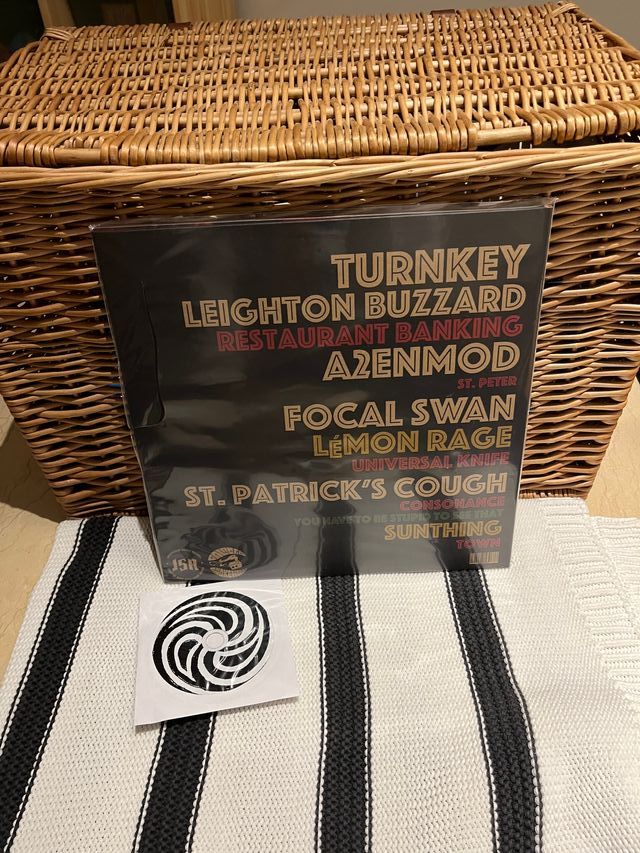 TURNKEY
LEIGHTON BUZZARD
RESTAURANT BANKING
A2ENMOD
ST. PETER
FOCAL SWAN
LÉMON RAGE
UNIVERSAL KNIFE
ST. PATRICK'S COUGH
CONSONANCE
YOU HAVE TO BE STUPID TO SEE THAT
SUNTHING
TOWN
JSR